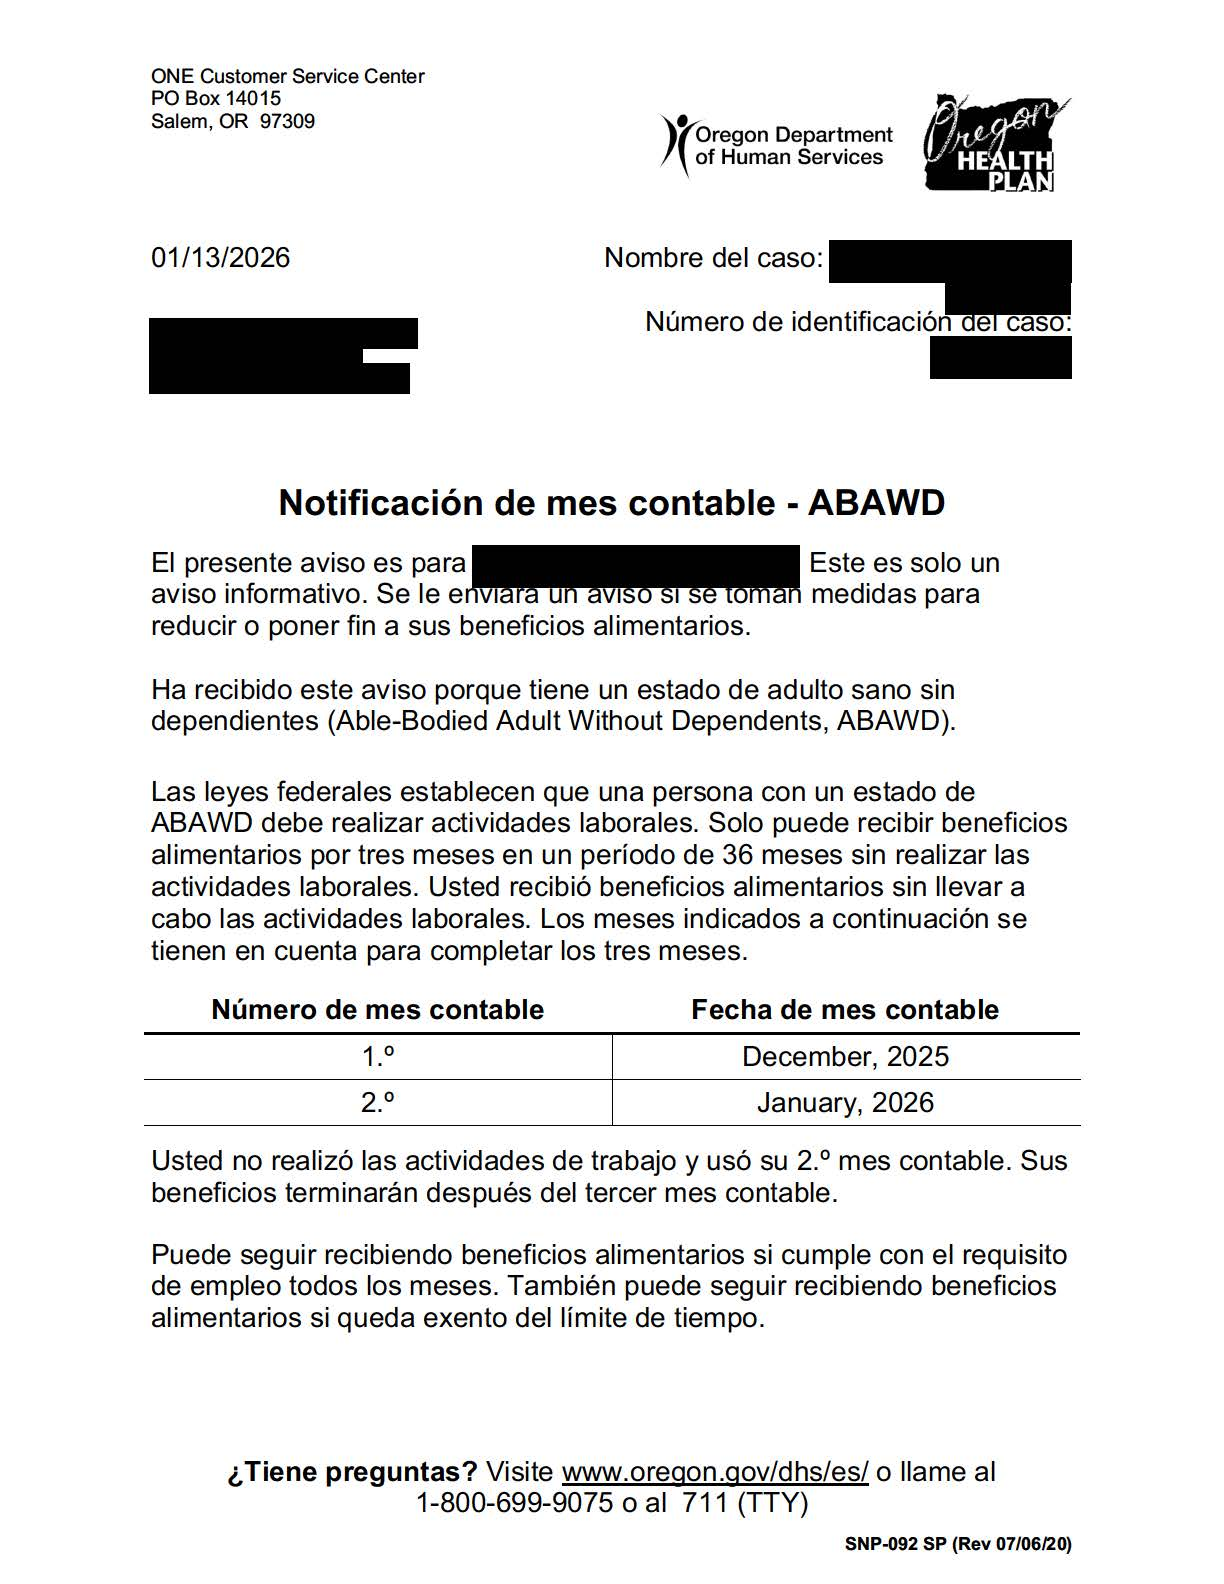 ONE Customer Service Center
PO Box 14015
Salem, OR 97309
Oregon Department
of Human Services
Oregon
HEALTH
PLAN
01/13/2026
Nombre del caso:
Número de identificación del caso:
Notificación de mes contable - ABAWD
El presente aviso es para Este es solo un
aviso informativo. Se le enviará un aviso si se toman medidas para
reducir o poner fin a sus beneficios alimentarios.
Ha recibido este aviso porque tiene un estado de adulto sano sin
dependientes (Able-Bodied Adult Without Dependents, ABAWD).
Las leyes federales establecen que una persona con un estado de
ABAWD debe realizar actividades laborales. Solo puede recibir beneficios
alimentarios por tres meses en un período de 36 meses sin realizar las
actividades laborales. Usted recibió beneficios alimentarios sin llevar a
cabo las actividades laborales. Los meses indicados a continuación se
tienen en cuenta para completar los tres meses.
Número de mes contable Fecha de mes contable
1.º December, 2025
2.º January, 2026
Usted no realizó las actividades de trabajo y usó su 2.º mes contable. Sus
beneficios terminarán después del tercer mes contable.
Puede seguir recibiendo beneficios alimentarios si cumple con el requisito
de empleo todos los meses. También puede seguir recibiendo beneficios
alimentarios si queda exento del límite de tiempo.
¿Tiene preguntas? Visite www.oregon.gov/dhs/es/ o llame al
1-800-699-9075 o al 711 (TTY)
SNP-092 SP (Rev 07/06/20)